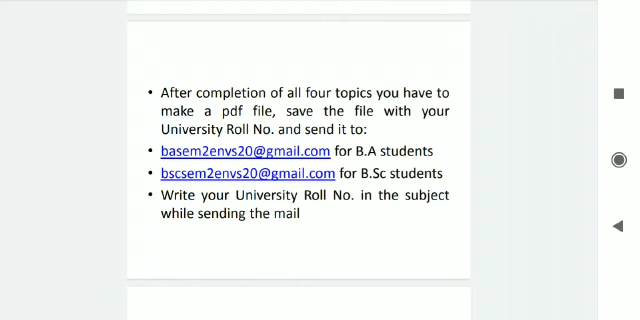 • After completion of all four topics you have to
make a pdf file, save the file with your
University Roll No. and send it to:
• basem2envs20@gmail.com for B.A students
• bscsem2envs20@gmail.com for B.Sc students
• Write your University Roll No. in the subject
while sending the mail